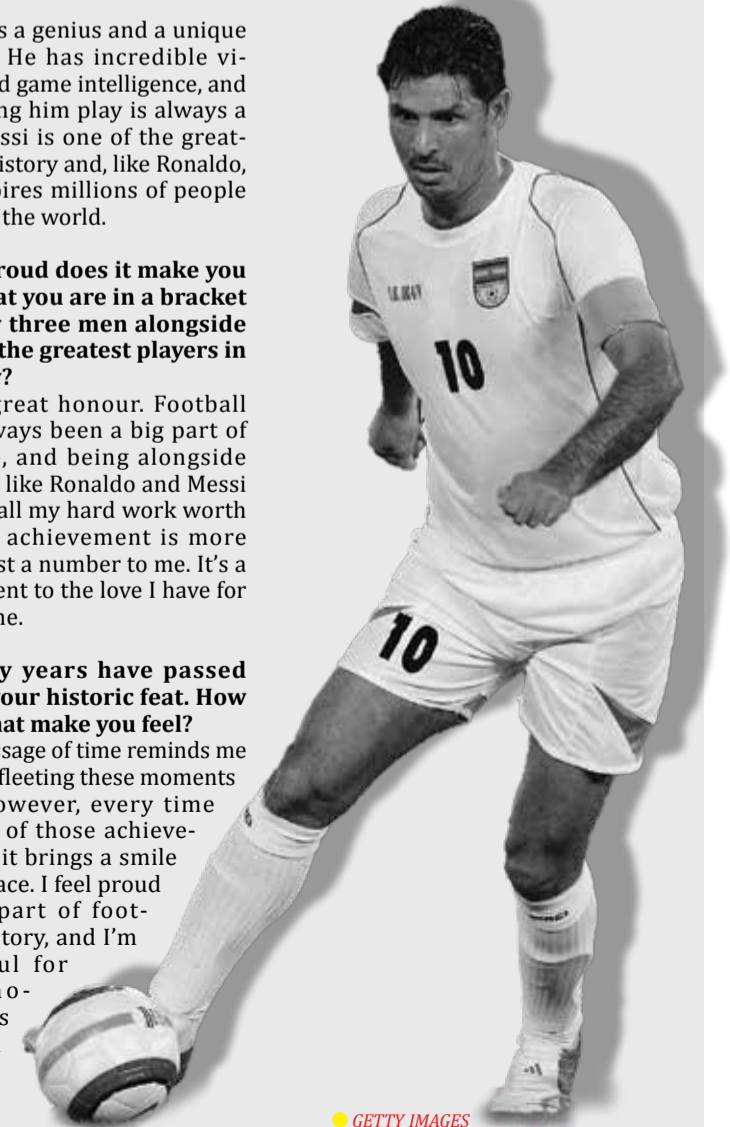 s a genius and a unique
He has incredible vi-
d game intelligence, and
ng him play is always a
ssi is one of the great-
istory and, like Ronaldo,
pires millions of people
the world.
roud does it make you
at you are in a bracket
three men alongside
the greatest players in
y?
great honour. Football
ways been a big part of
, and being alongside
like Ronaldo and Messi
all my hard work worth
achievement is more
st a number to me. It's a
ent to the love I have for
me.
y years have passed
your historic feat. How
hat make you feel?
ssage of time reminds me
fleeting these moments
owever, every time
of those achieve-
it brings a smile
ace. I feel proud
part of foot-
tory, and I'm
ul for
o-
s
I.R.IRAN
10
10
GETTY IMAGES